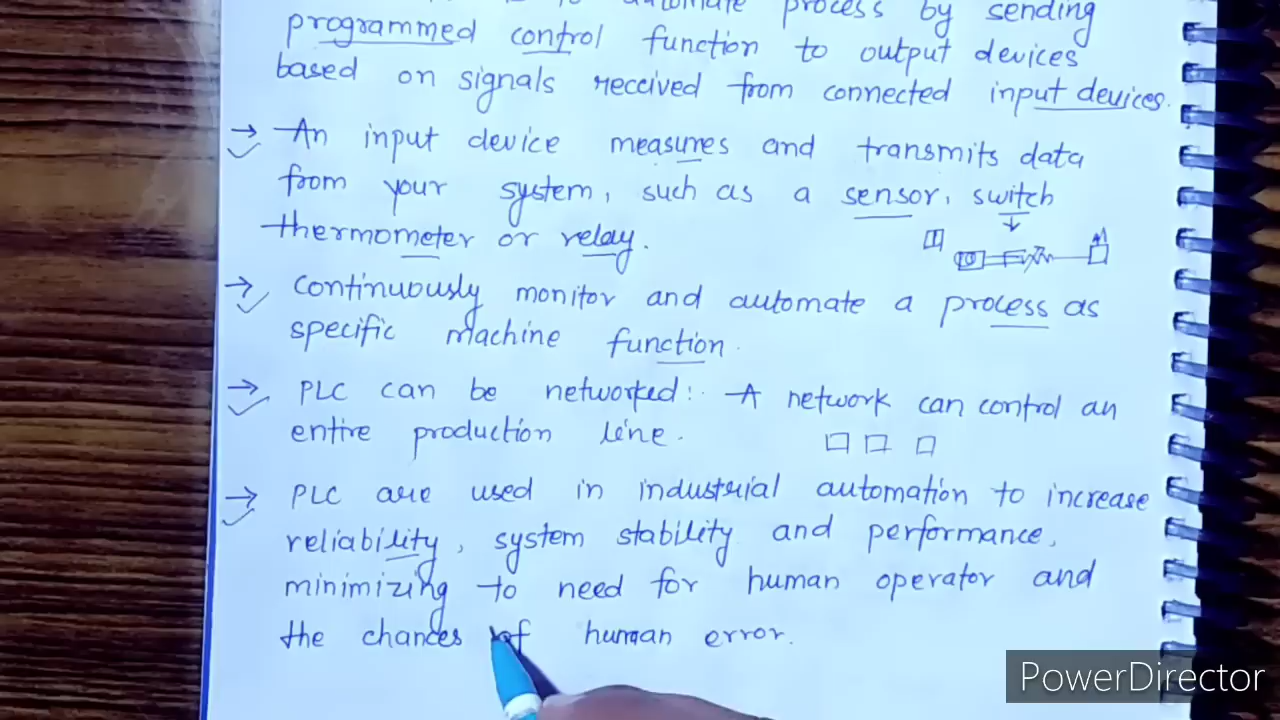 automate process by sending
programmed control function to output devices
based on signals received from connected input devices.
→ An input device measures and transmits data
from your system, such as a sensor, switch
thermometer or relay.
→ Continuously monitor and automate a process as
specific machine function.
→ PLC can be networked:- A network can control an
entire production line.
→ PLC are used in industrial automation to increase
reliability, system stability and performance,
minimizing to need for human operator and
the chances of human error.
PowerDirector